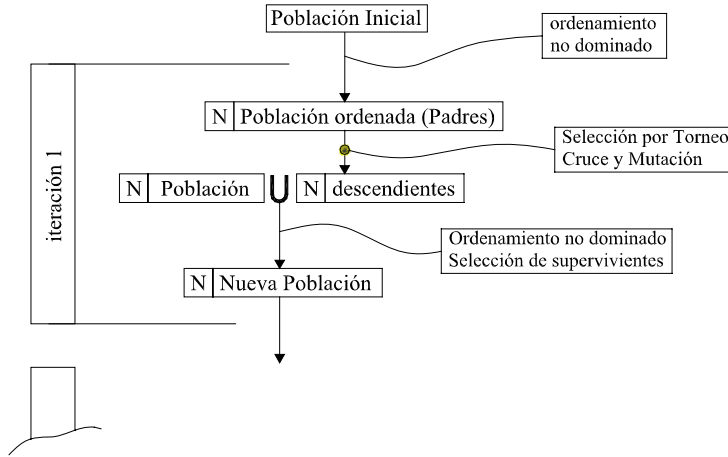 Población Inicial
ordenamiento
no dominado
N Población ordenada (Padres)
Selección por Torneo
Cruce y Mutación
iteración 1
N Población U N descendientes
Ordenamiento no dominado
Selección de supervivientes
N Nueva Población